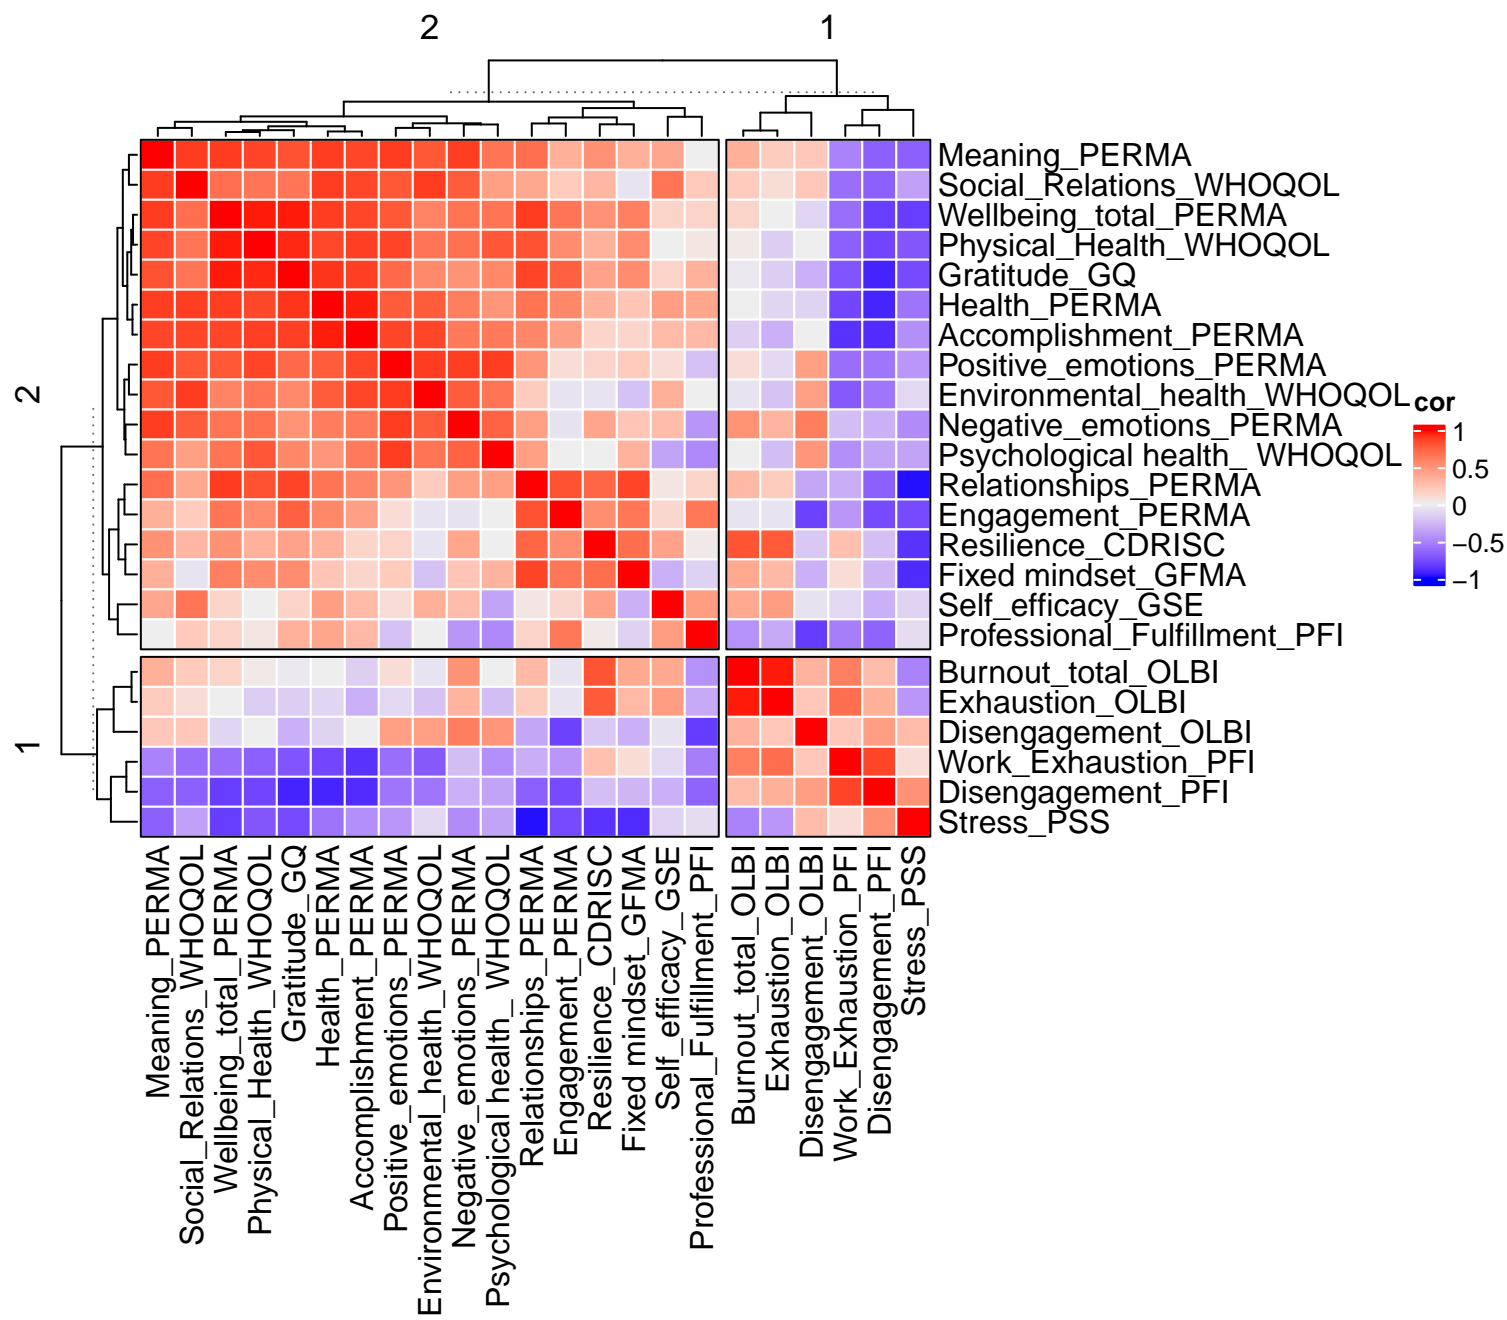 2 1
2
1
Meaning_PERMA
Social_Relations_WHOQOL
Wellbeing_total_PERMA
Physical_Health_WHOQOL
Gratitude_GQ
Health_PERMA
Accomplishment_PERMA
Positive_emotions_PERMA
Environmental_health_WHOQOL
Negative_emotions_PERMA
Psychological health_ WHOQOL
Relationships_PERMA
Engagement_PERMA
Resilience_CDRISC
Fixed mindset_GFMA
Self_efficacy_GSE
Professional_Fulfillment_PFI
Burnout_total_OLBI
Exhaustion_OLBI
Disengagement_OLBI
Work_Exhaustion_PFI
Disengagement_PFI
Stress_PSS
cor
1
0.5
0
−0.5
−1
Meaning_PERMA
Social_Relations_WHOQOL
Wellbeing_total_PERMA
Physical_Health_WHOQOL
Gratitude_GQ
Health_PERMA
Accomplishment_PERMA
Positive_emotions_PERMA
Environmental_health_WHOQOL
Negative_emotions_PERMA
Psychological health_ WHOQOL
Relationships_PERMA
Engagement_PERMA
Resilience_CDRISC
Fixed mindset_GFMA
Self_efficacy_GSE
Professional_Fulfillment_PFI
Burnout_total_OLBI
Exhaustion_OLBI
Disengagement_OLBI
Work_Exhaustion_PFI
Disengagement_PFI
Stress_PSS